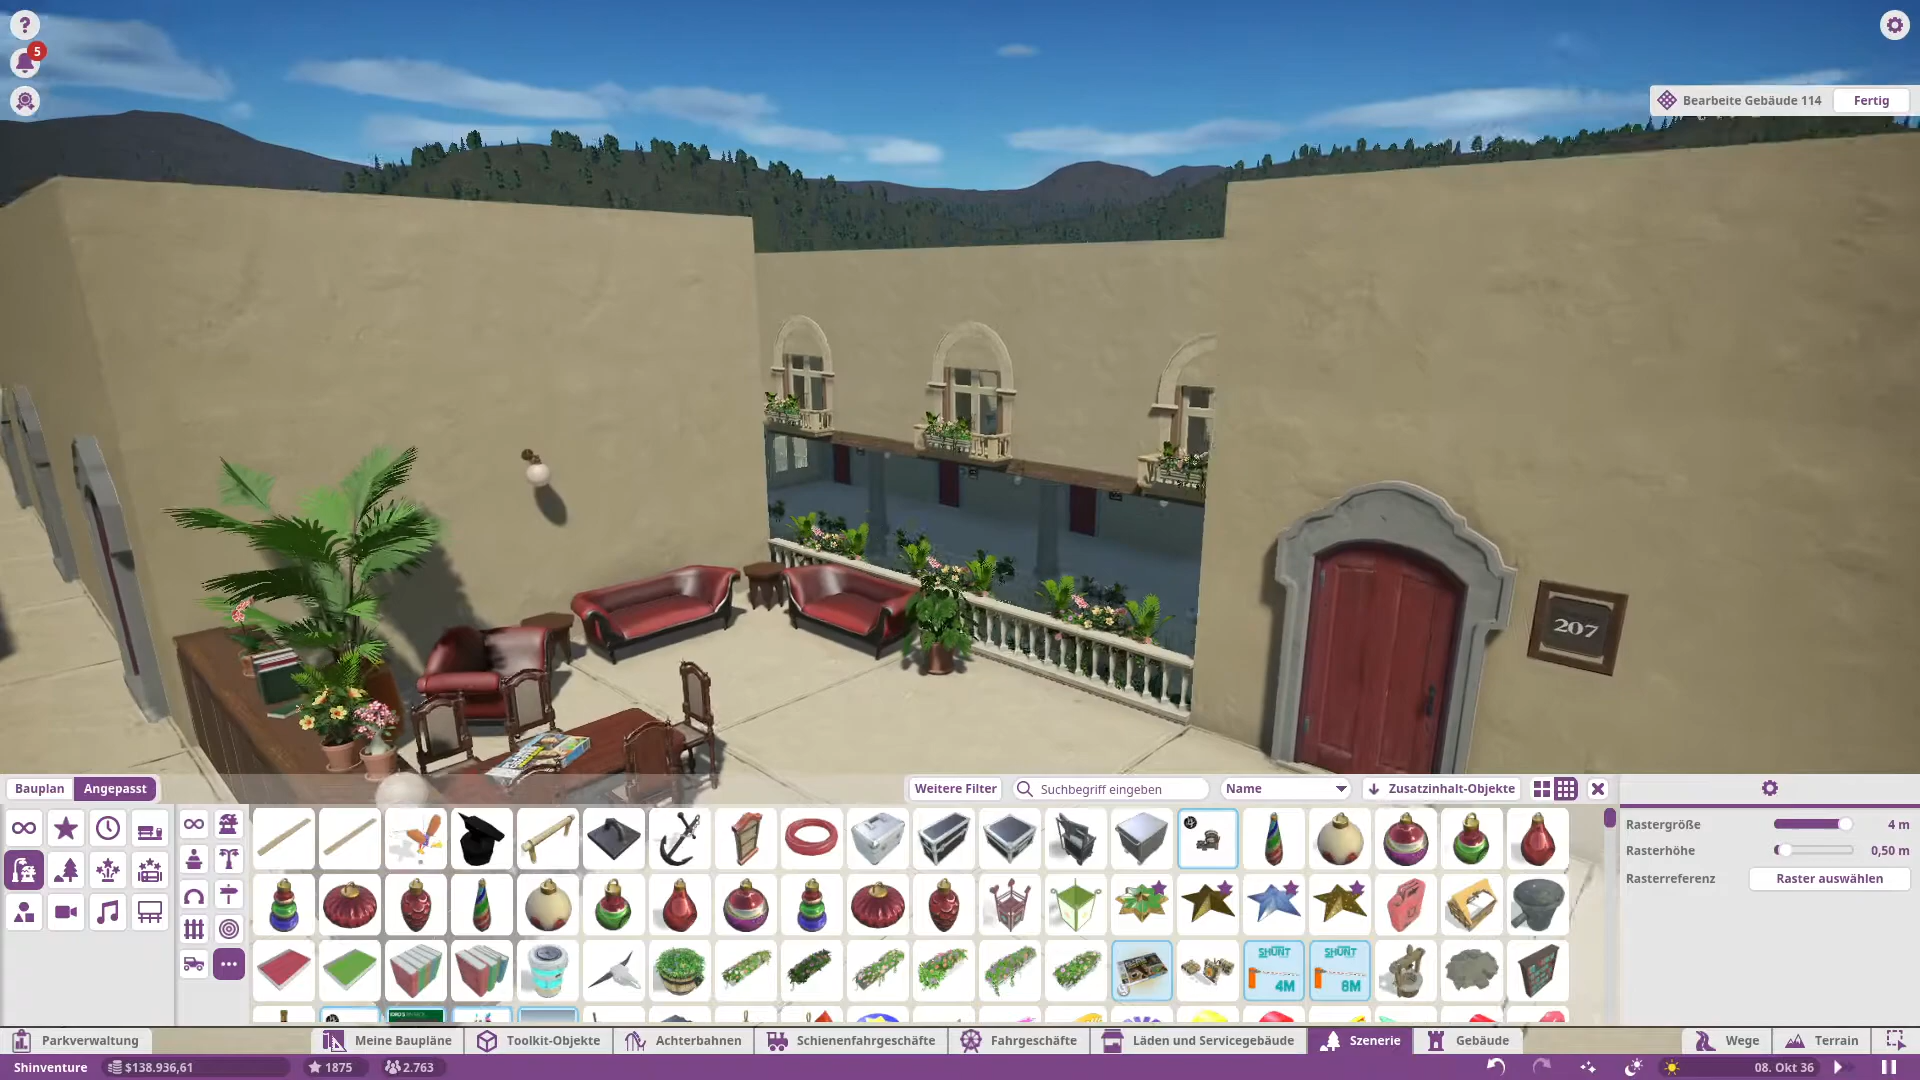 5
Bearbeite Gebäude 114
Fertig
207
Bauplan
Angepasst
Weitere Filter
Suchbegriff eingeben
Name
Zusatzinhalt-Objekte
Rastergröße
4 m
Rasterhöhe
0,50 m
Rasterreferenz
Raster auswählen
SHUNT
4M
SHUNT
8M
Parkverwaltung
Meine Baupläne
Toolkit-Objekte
Achterbahnen
Schienenfahrgeschäfte
Fahrgeschäfte
Läden und Servicegebäude
Szenerie
Gebäude
Wege
Terrain
Shinventure
$138.936,61
1875
2.763
08. Okt 36